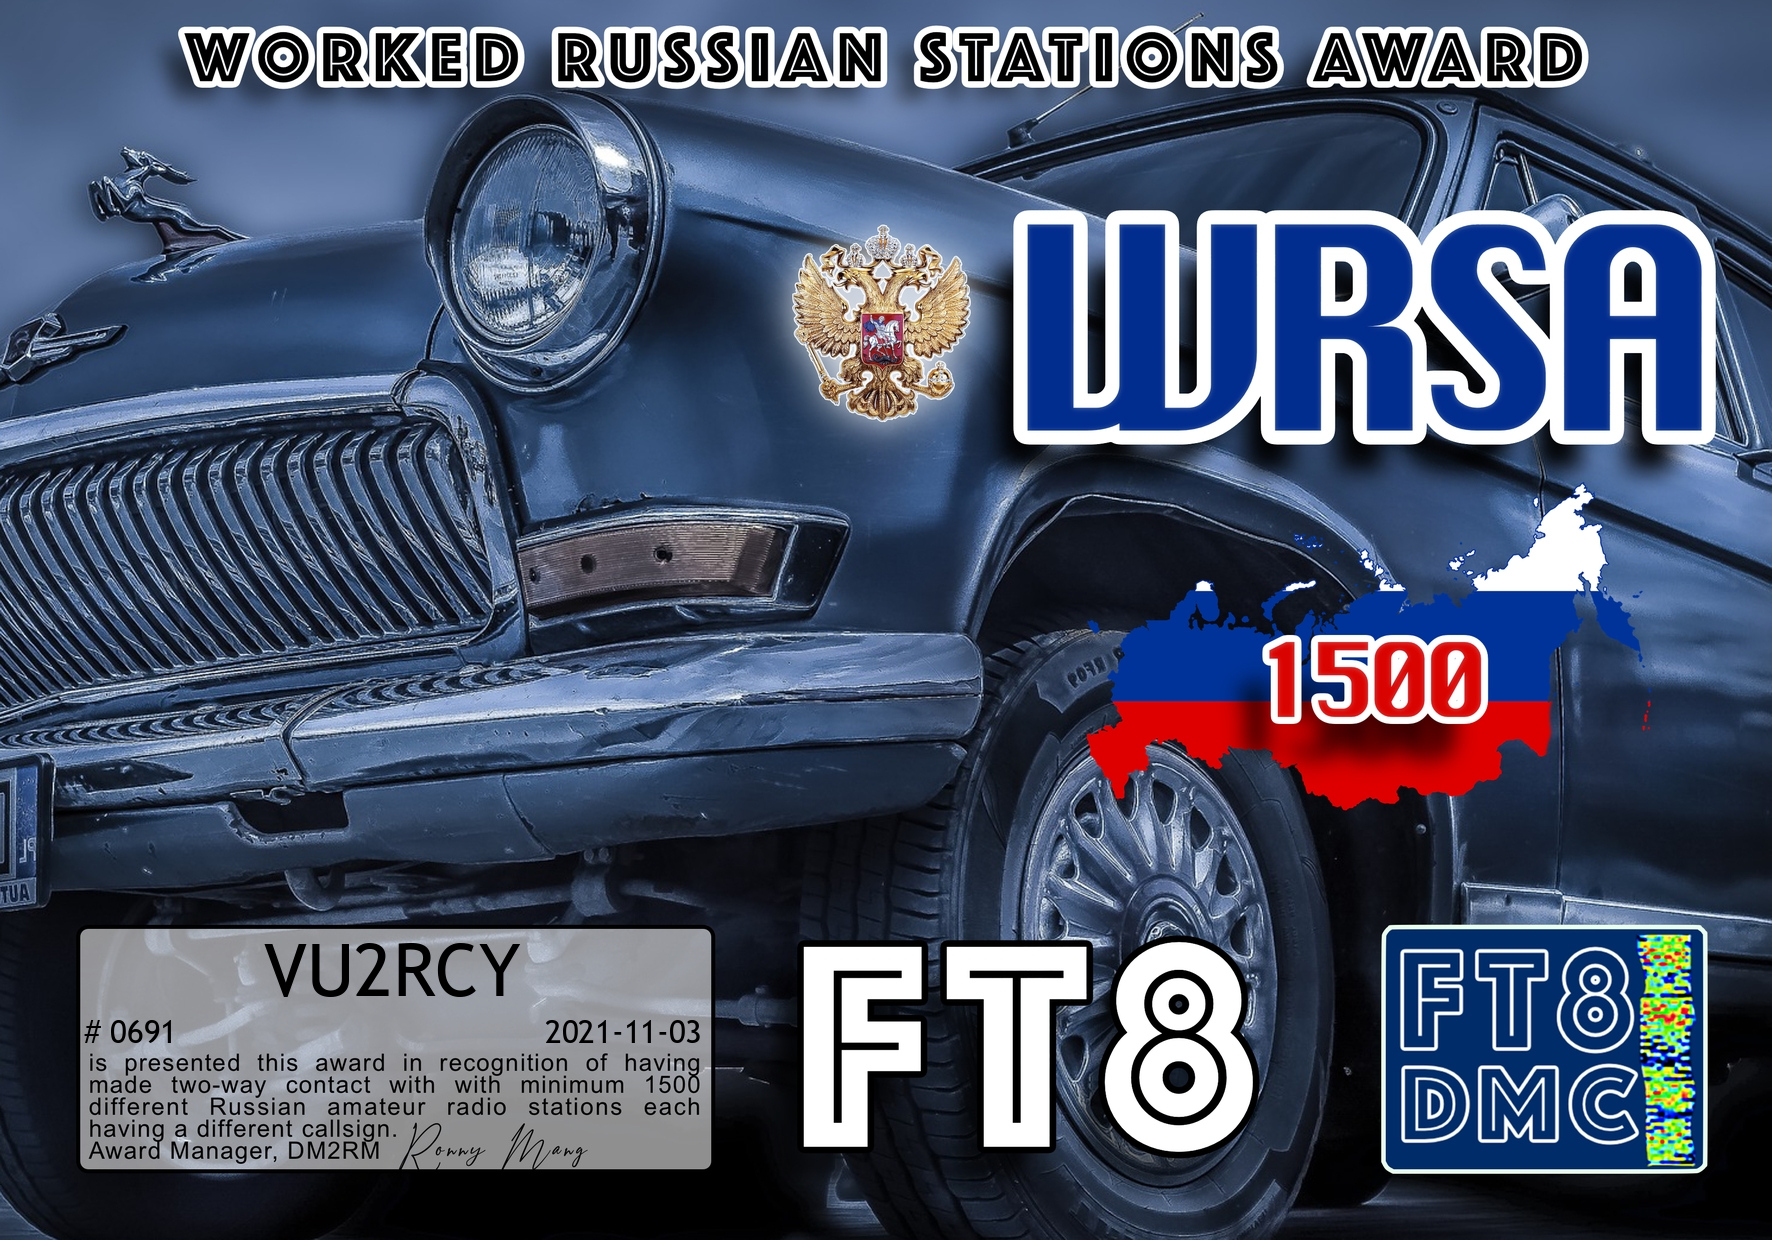 WORKED RUSSIAN STATIONS AWARD
WRSA
1500
VU2RCY
# 0691 2021-11-03
is presented this award in recognition of having
made two-way contact with with minimum 1500
different Russian amateur radio stations each
having a different callsign.
Award Manager, DM2RM Ronny Mang
FT8
FT8
DMC